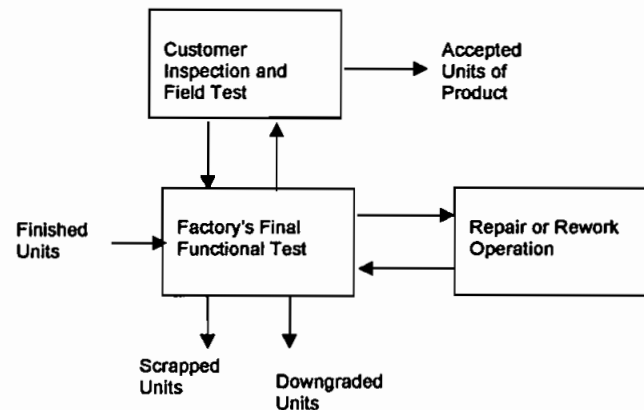 Customer
Inspection and
Field Test
Accepted
Units of
Product
Finished
Units
Factory's Final
Functional Test
Repair or Rework
Operation
Scrapped
Units
Downgraded
Units